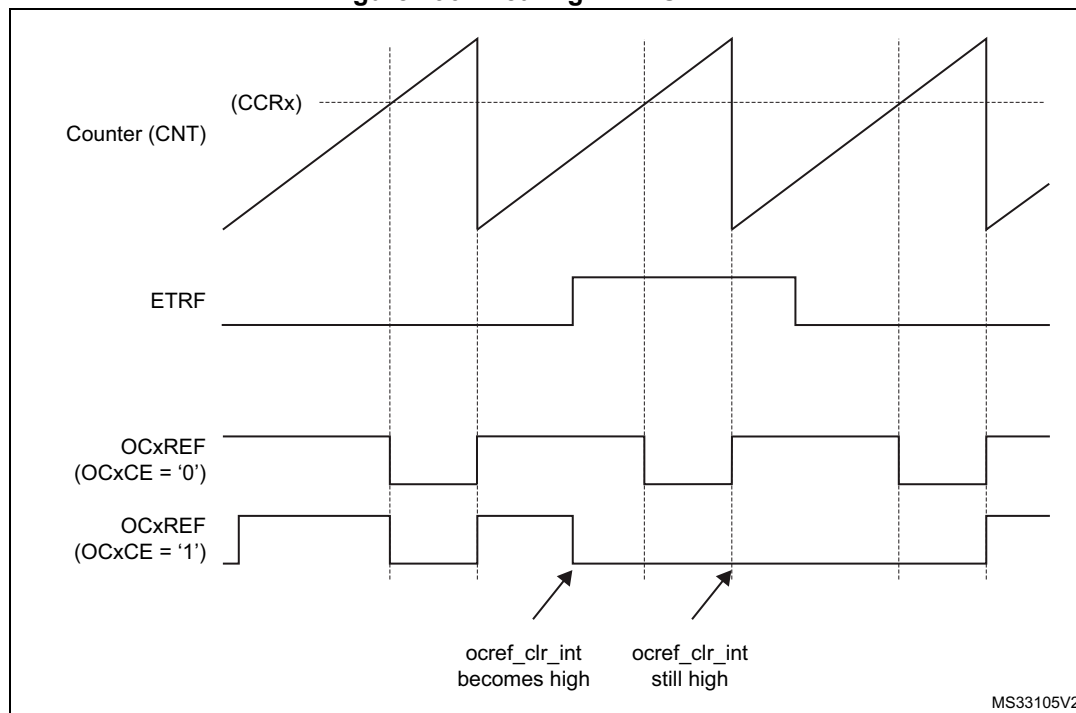 (CCRx)
Counter (CNT)
ETRF
OCxREF
(OCxCE = ‘0’)
OCxREF
(OCxCE = ‘1’)
ocref_clr_int
becomes high
ocref_clr_int
still high
MS33105V2